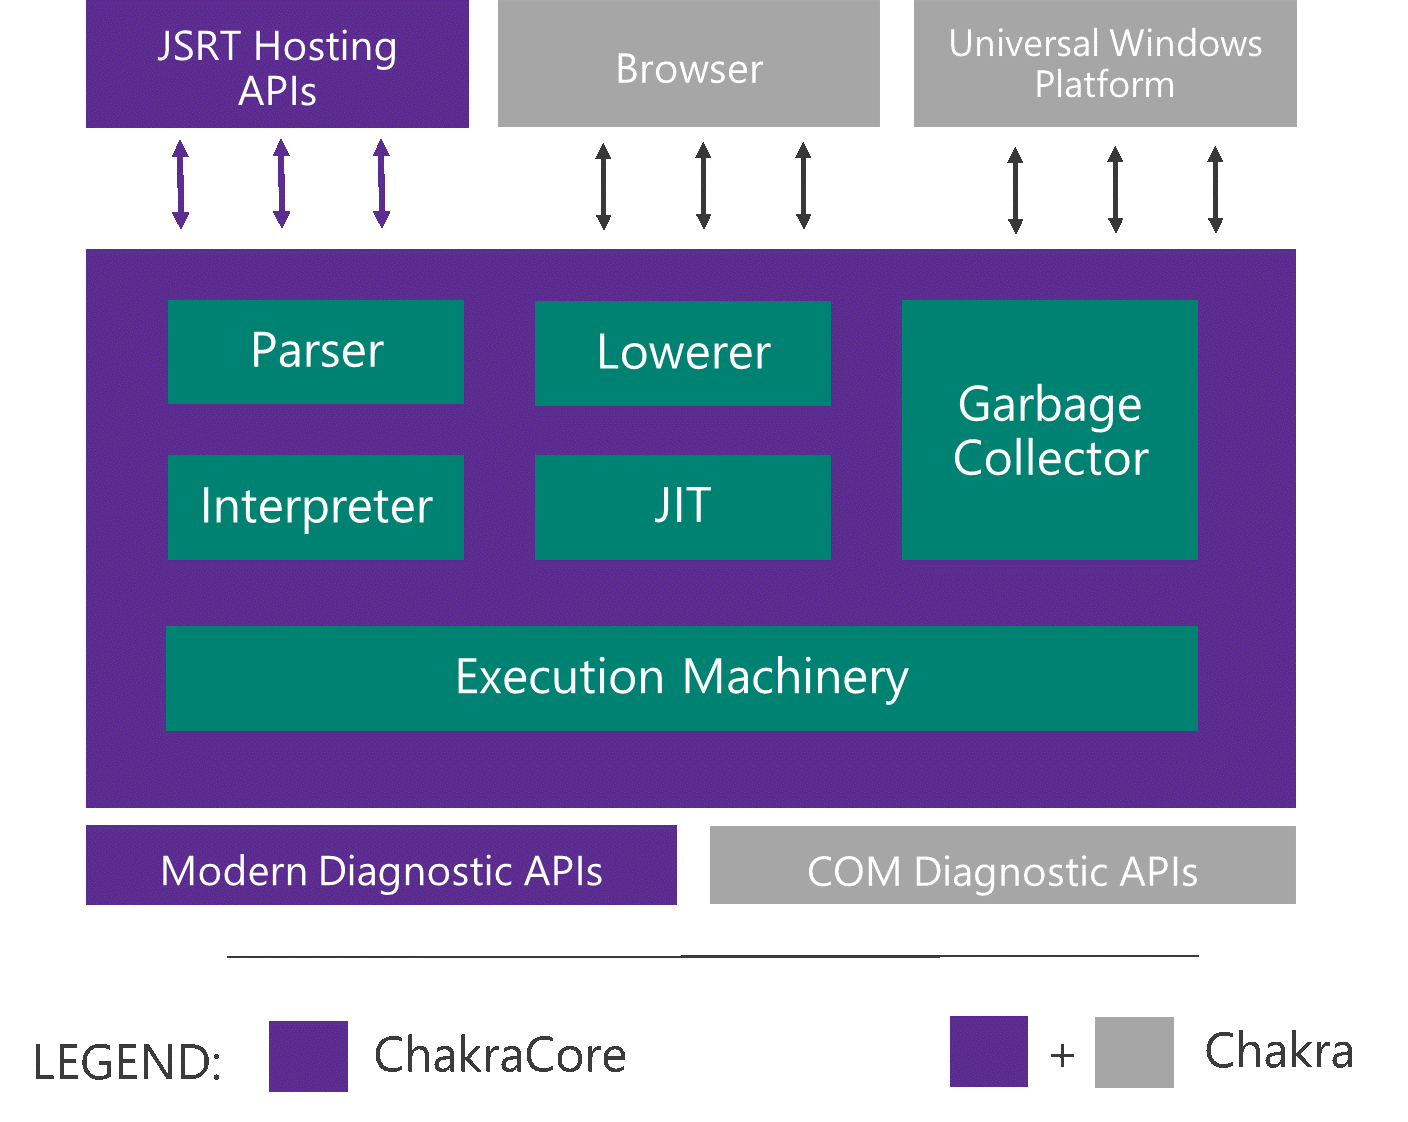 JSRT Hosting
APIs
Browser
Universal Windows
Platform
Parser
Lowerer
Garbage
Collector
Interpreter
JIT
Execution Machinery
Modern Diagnostic APIs
COM Diagnostic APIs
LEGEND:
ChakraCore
+
Chakra